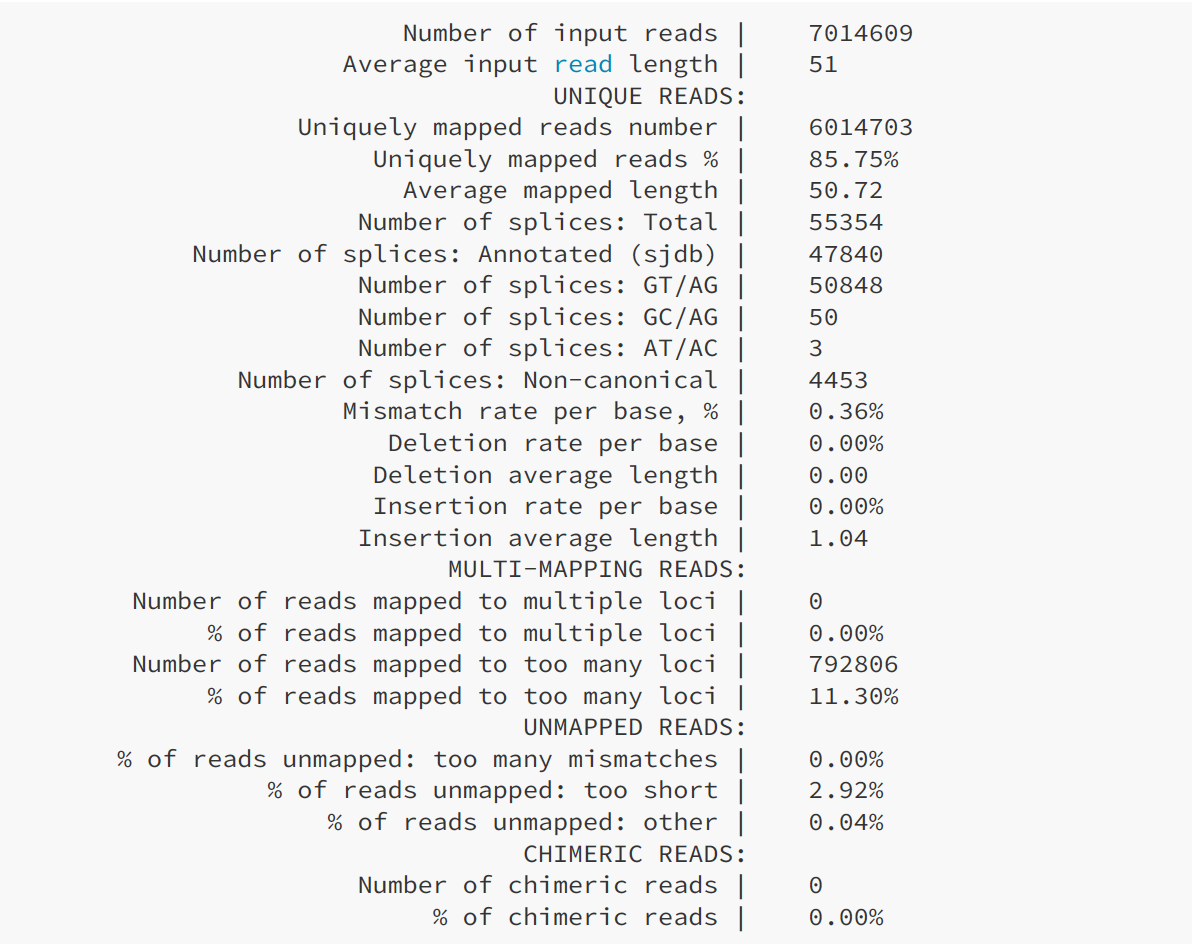 Number of input reads | 7014609
Average input read length | 51
UNIQUE READS:
Uniquely mapped reads number | 6014703
Uniquely mapped reads % | 85.75%
Average mapped length | 50.72
Number of splices: Total | 55354
Number of splices: Annotated (sjdb) | 47840
Number of splices: GT/AG | 50848
Number of splices: GC/AG | 50
Number of splices: AT/AC | 3
Number of splices: Non-canonical | 4453
Mismatch rate per base, % | 0.36%
Deletion rate per base | 0.00%
Deletion average length | 0.00
Insertion rate per base | 0.00%
Insertion average length | 1.04
MULTI-MAPPING READS:
Number of reads mapped to multiple loci | 0
% of reads mapped to multiple loci | 0.00%
Number of reads mapped to too many loci | 792806
% of reads mapped to too many loci | 11.30%
UNMAPPED READS:
% of reads unmapped: too many mismatches | 0.00%
% of reads unmapped: too short | 2.92%
% of reads unmapped: other | 0.04%
CHIMERIC READS:
Number of chimeric reads | 0
% of chimeric reads | 0.00%